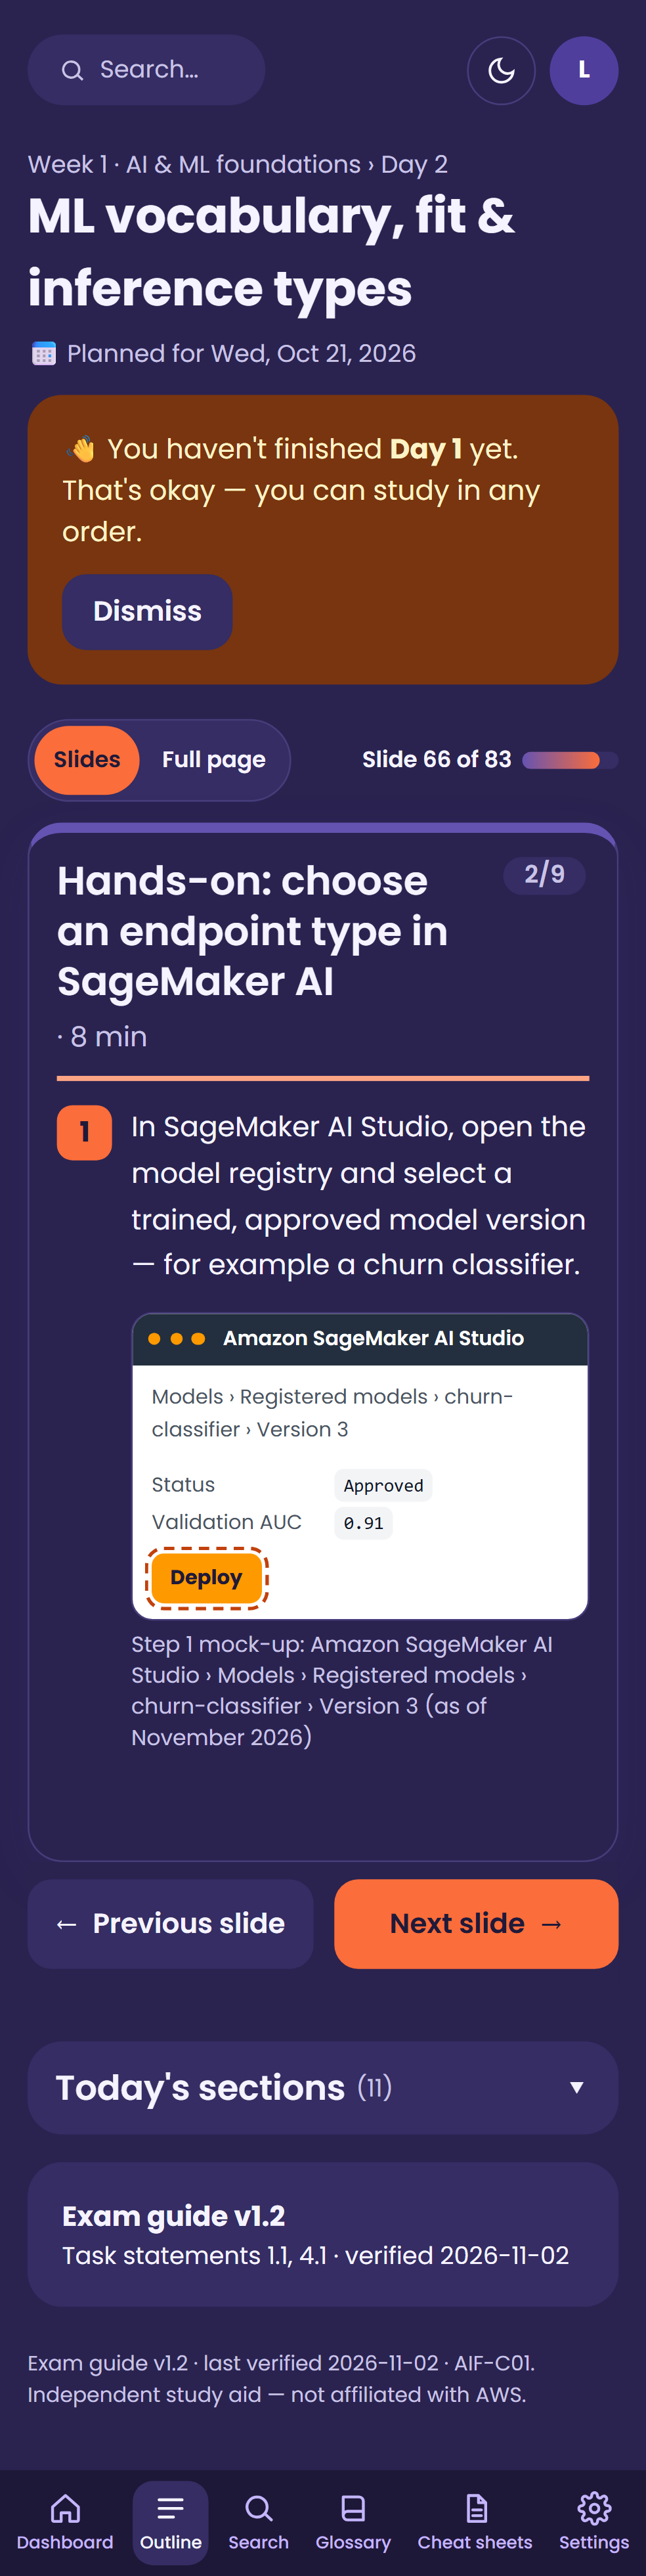 Search...
L
Week 1 · AI & ML foundations › Day 2
ML vocabulary, fit &
inference types
Planned for Wed, Oct 21, 2026
You haven't finished Day 1 yet.
That's okay — you can study in any
order.
Dismiss
Slides
Full page
Slide 66 of 83
Hands-on: choose
an endpoint type in
SageMaker AI
2/9
· 8 min
1
In SageMaker AI Studio, open the
model registry and select a
trained, approved model version
— for example a churn classifier.
Amazon SageMaker AI Studio
Models › Registered models › churn-
classifier › Version 3
Status Approved
Validation AUC 0.91
Deploy
Step 1 mock-up: Amazon SageMaker AI
Studio › Models › Registered models ›
churn-classifier › Version 3 (as of
November 2026)
← Previous slide
Next slide →
Today's sections (11)
Exam guide v1.2
Task statements 1.1, 4.1 · verified 2026-11-02
Exam guide v1.2 · last verified 2026-11-02 · AIF-C01.
Independent study aid — not affiliated with AWS.
Dashboard
Outline
Search
Glossary
Cheat sheets
Settings